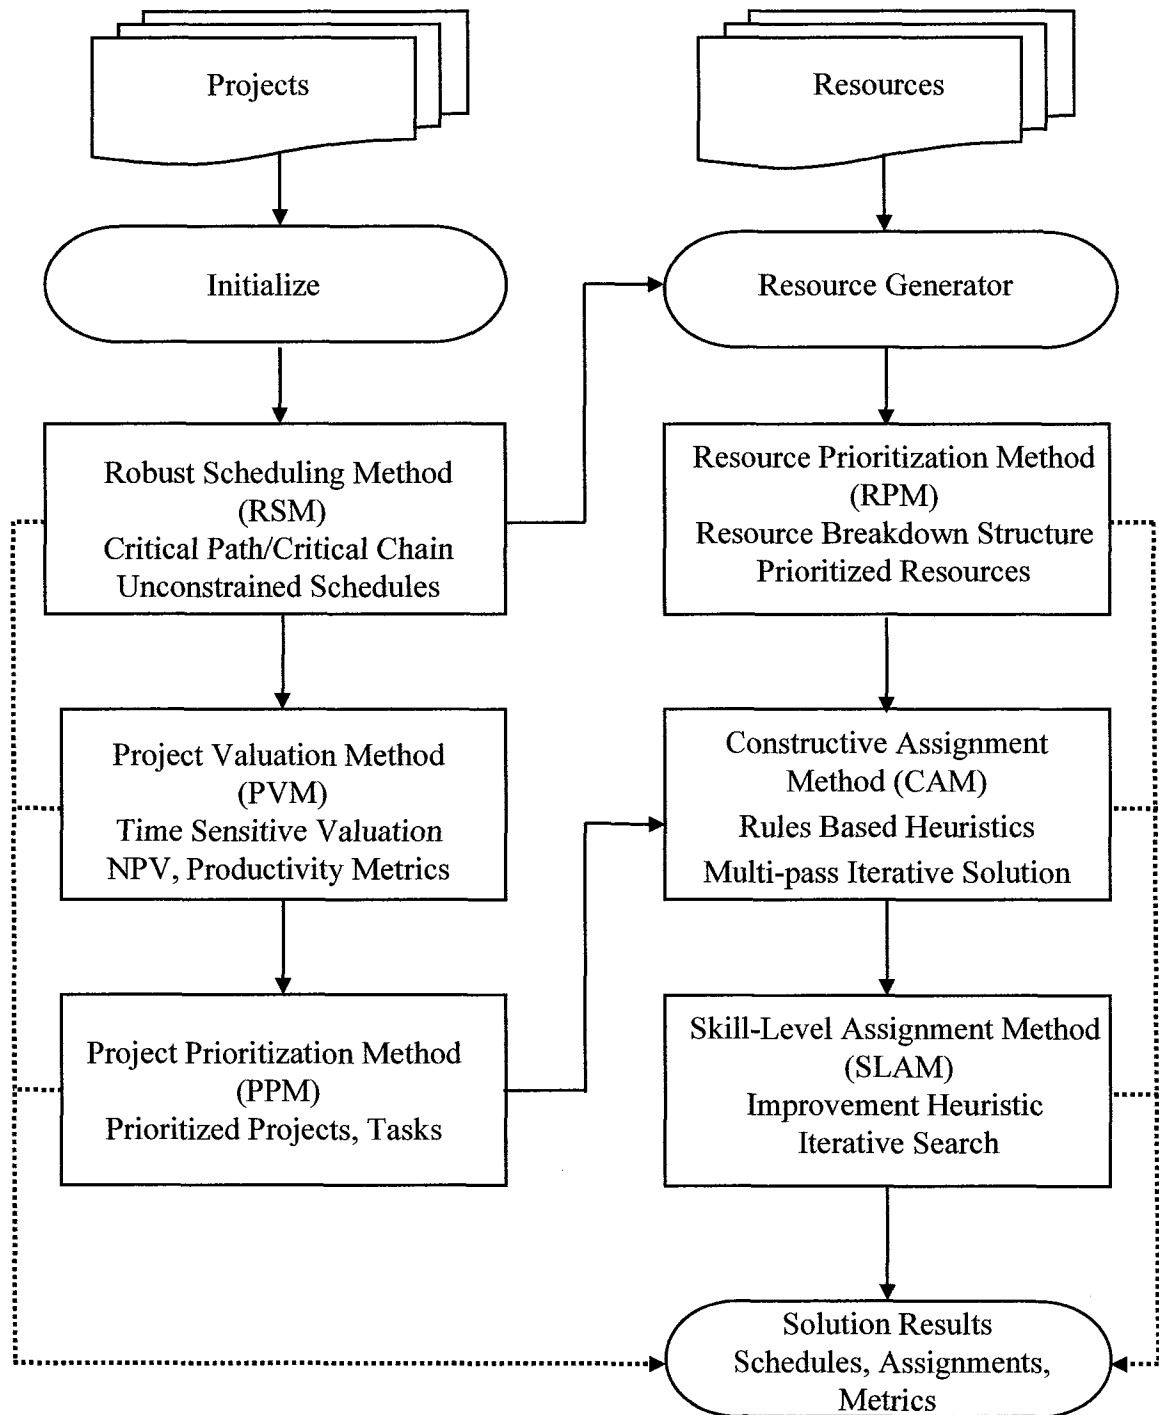 Projects
Resources
Initialize
Resource Generator
Robust Scheduling Method
(RSM)
Critical Path/Critical Chain
Unconstrained Schedules
Resource Prioritization Method
(RPM)
Resource Breakdown Structure
Prioritized Resources
Project Valuation Method
(PVM)
Time Sensitive Valuation
NPV, Productivity Metrics
Constructive Assignment
Method (CAM)
Rules Based Heuristics
Multi-pass Iterative Solution
Project Prioritization Method
(PPM)
Prioritized Projects, Tasks
Skill-Level Assignment Method
(SLAM)
Improvement Heuristic
Iterative Search
Solution Results
Schedules, Assignments,
Metrics